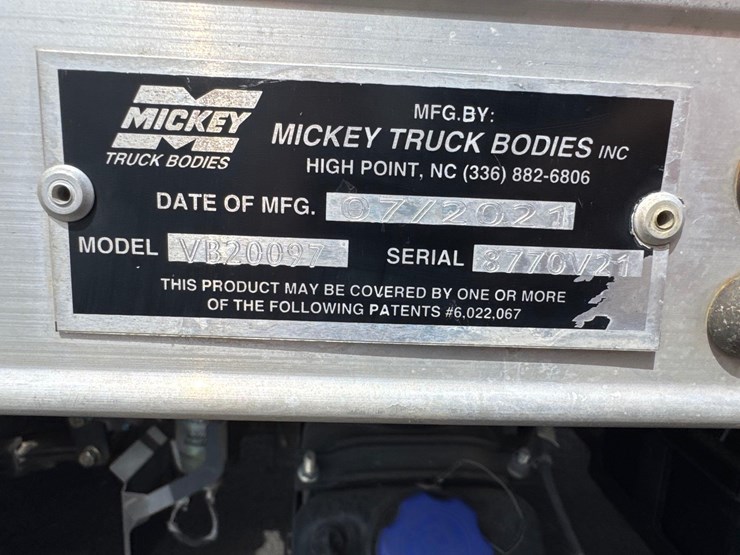 MICKEY
TRUCK BODIES
MFG.BY:
MICKEY TRUCK BODIES INC
HIGH POINT, NC (336) 882-6806
DATE OF MFG. 07/2021
MODEL VB20097 SERIAL 8770V21
THIS PRODUCT MAY BE COVERED BY ONE OR MORE
OF THE FOLLOWING PATENTS #6,022,067